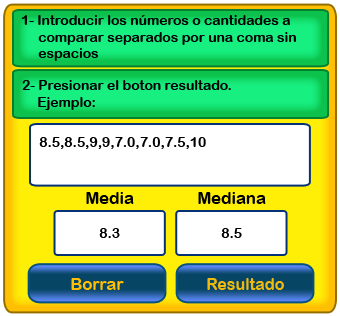 1- Introducir los números o cantidades a
comparar separados por una coma sin
espacios
2- Presionar el boton resultado.
Ejemplo:
8.5,8.5,9,9,7.0,7.0,7.5,10
Media Mediana
8.3 8.5
Borrar Resultado